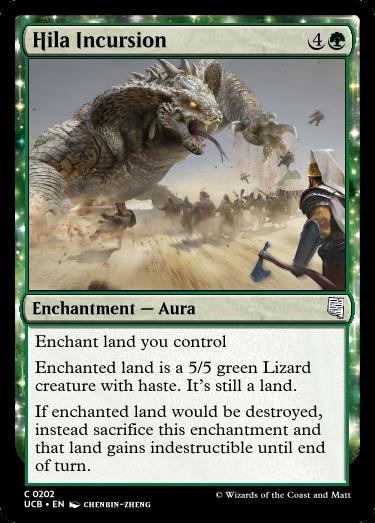 Hila Incursion 4
Enchantment — Aura
Enchant land you control
Enchanted land is a 5/5 green Lizard
creature with haste. It's still a land.
If enchanted land would be destroyed,
instead sacrifice this enchantment and
that land gains indestructible until end
of turn.
C 0202
UCB • EN CHENBIN-ZHENG © Wizards of the Coast and Matt